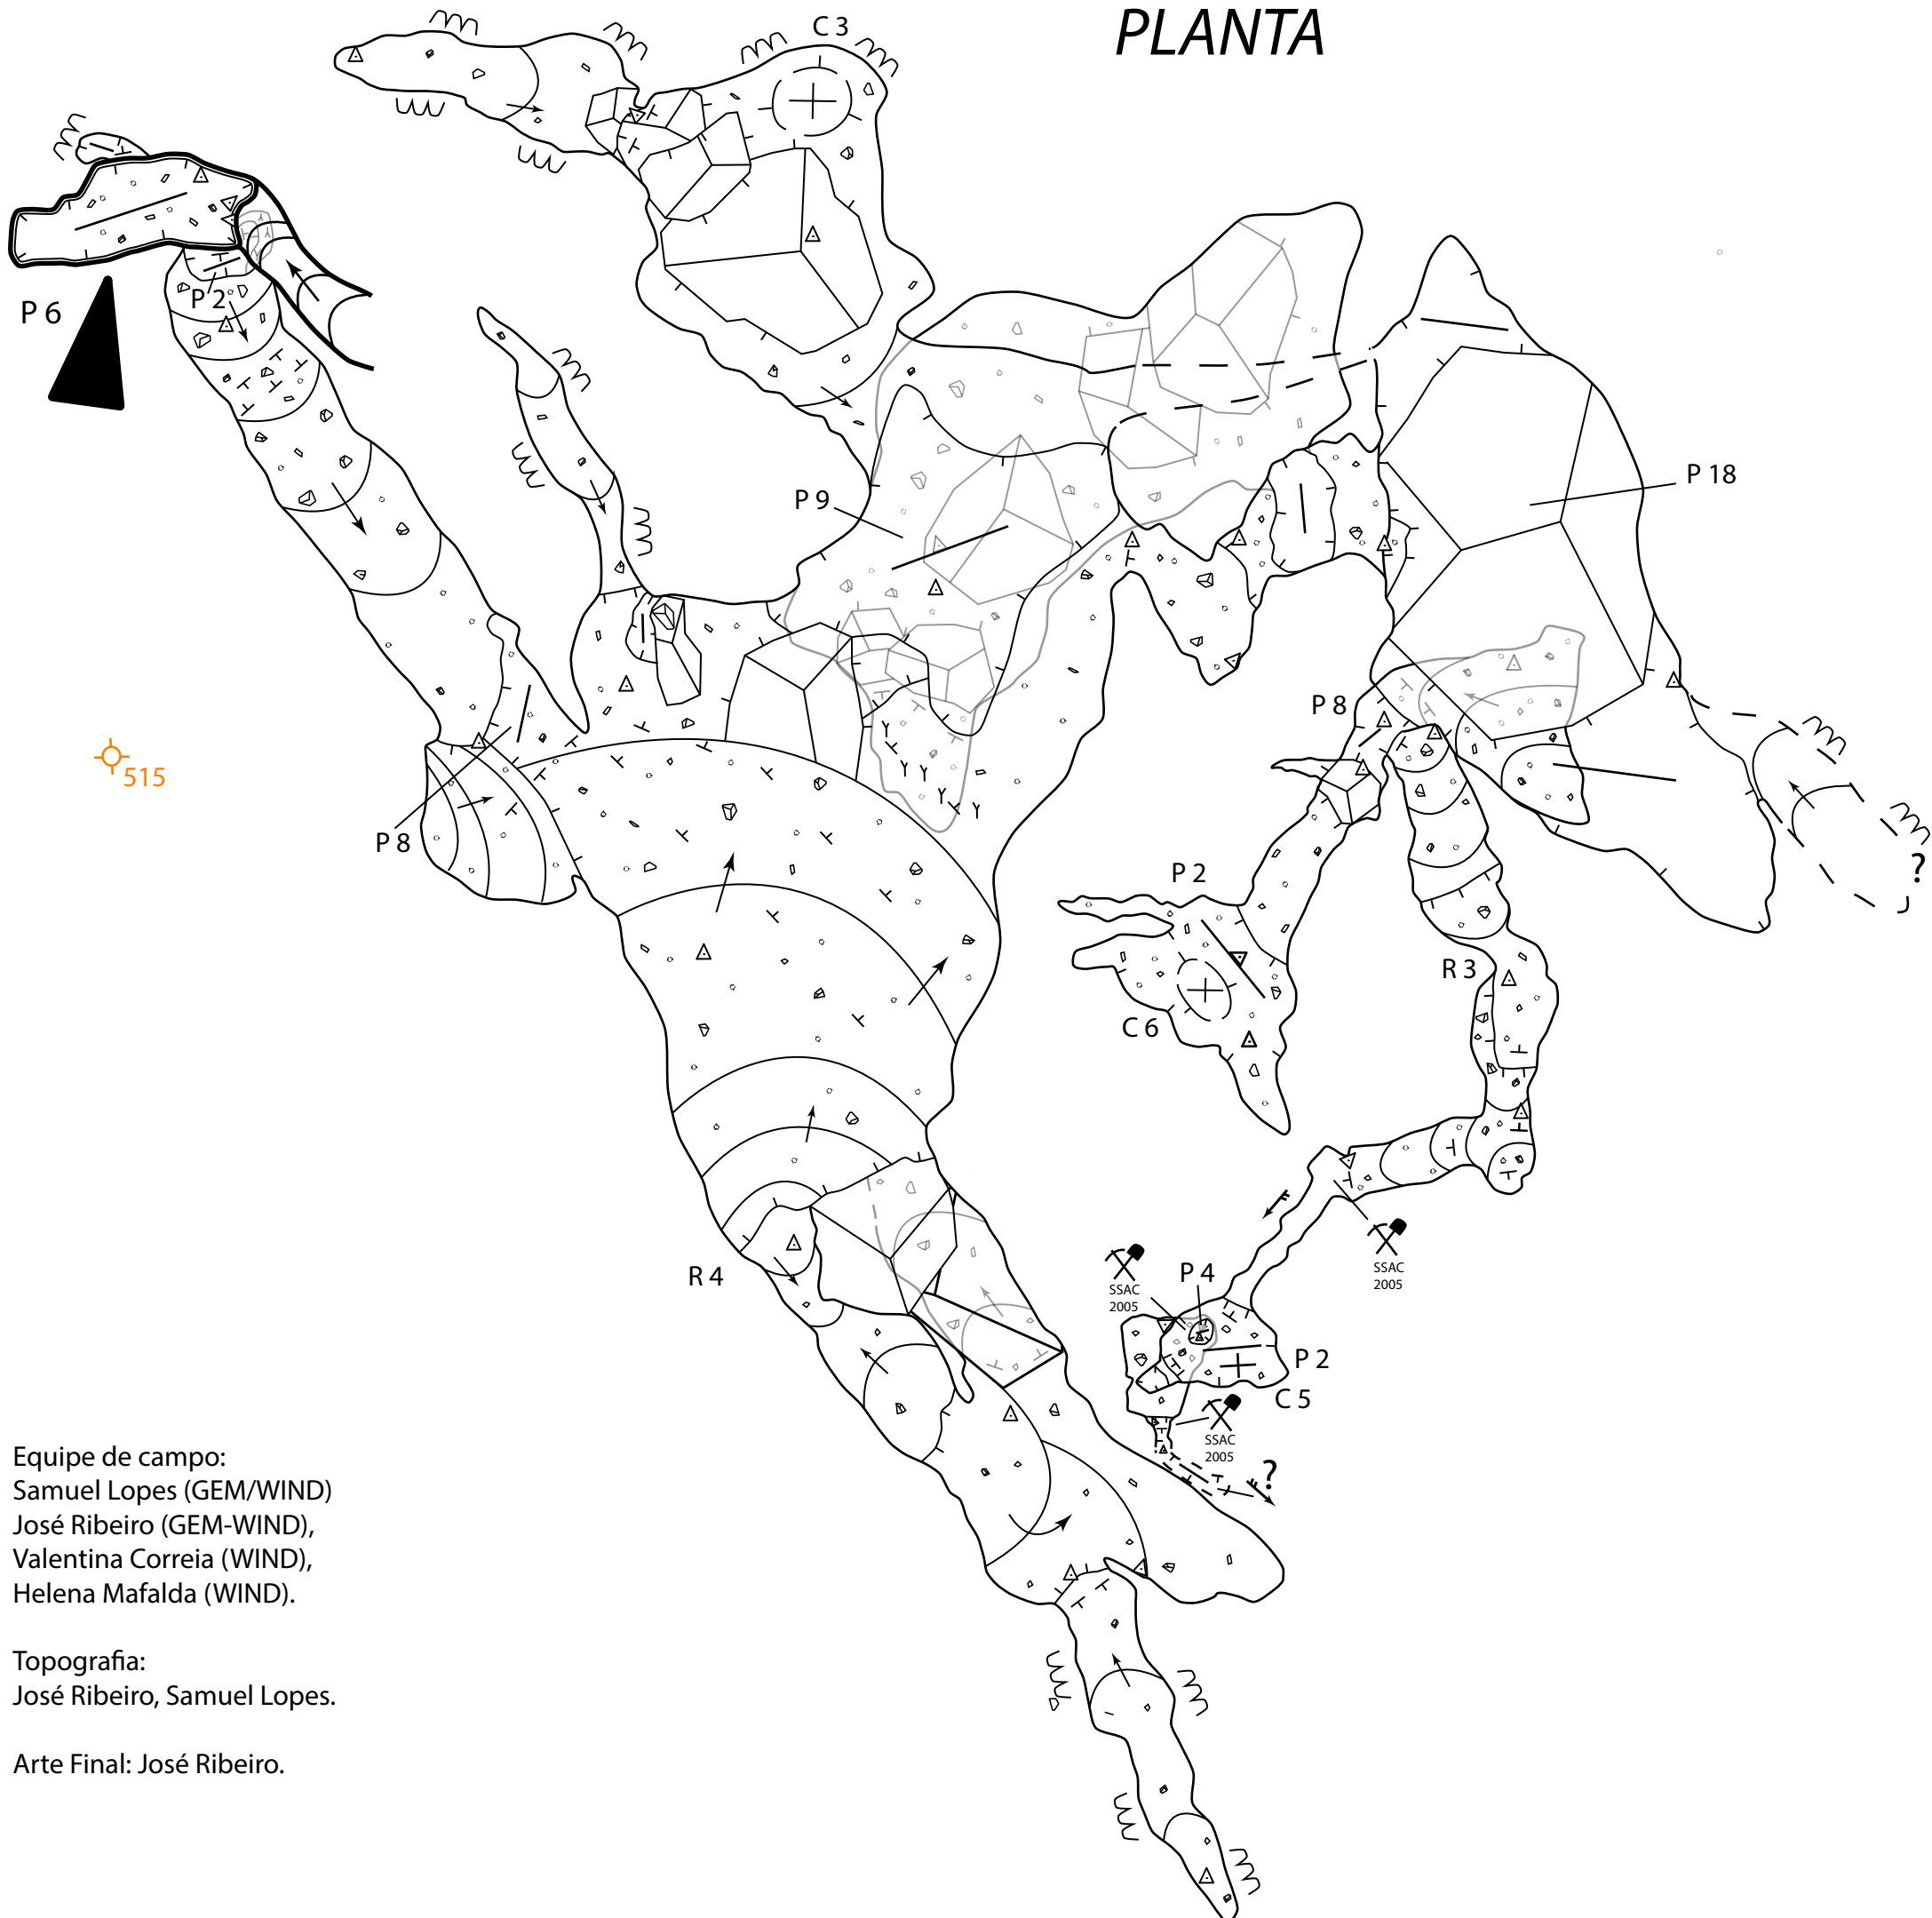 PLANTA
C 3
P 6
P 2
P 9
P 18
P 8
515
P 8
P 2
R 3
C 6
R 4
P 4
SSAC
2005
SSAC
2005
P 2
C 5
SSAC
2005
?
?
Equipe de campo:
Samuel Lopes (GEM/WIND)
José Ribeiro (GEM-WIND),
Valentina Correia (WIND),
Helena Mafalda (WIND).
Topografia:
José Ribeiro, Samuel Lopes.
Arte Final: José Ribeiro.